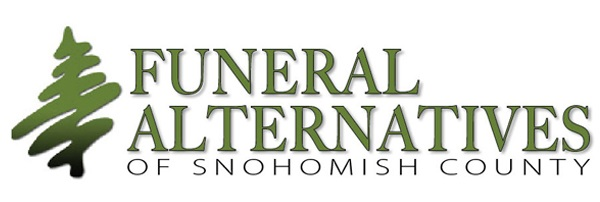 FUNERAL
ALTERNATIVES
OF SNOHOMISH COUNTY